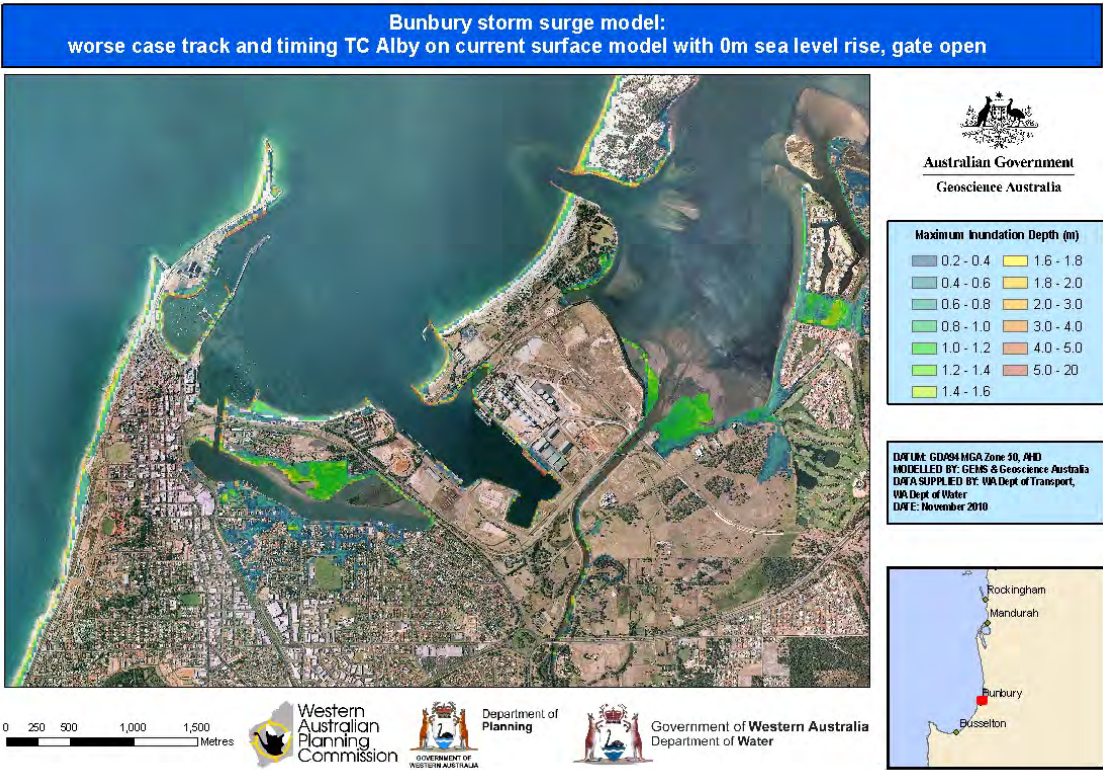 Bunbury storm surge model:
worse case track and timing TC Alby on current surface model with 0m sea level rise, gate open
Australian Government
Geoscience Australia
Maximum Inundation Depth (m)
0.2 - 0.4
0.4 - 0.6
0.6 - 0.8
0.8 - 1.0
1.0 - 1.2
1.2 - 1.4
1.4 - 1.6
1.6 - 1.8
1.8 - 2.0
2.0 - 3.0
3.0 - 4.0
4.0 - 5.0
5.0 - 20
DATUM: GDA94 MGA Zone 50, AHD
MODELLED BY: GEMS & Geoscience Australia
DATA SUPPLIED BY: WA Dept of Transport,
WA Dept of Water
DATE: November 2010
Rockingham
Mandurah
Bunbury
Busselton
0 250 500 1,000 1,500
Metres
Western
Australian
Planning
Commission
GOVERNMENT OF
WESTERN AUSTRALIA
Department of
Planning
Government of Western Australia
Department of Water